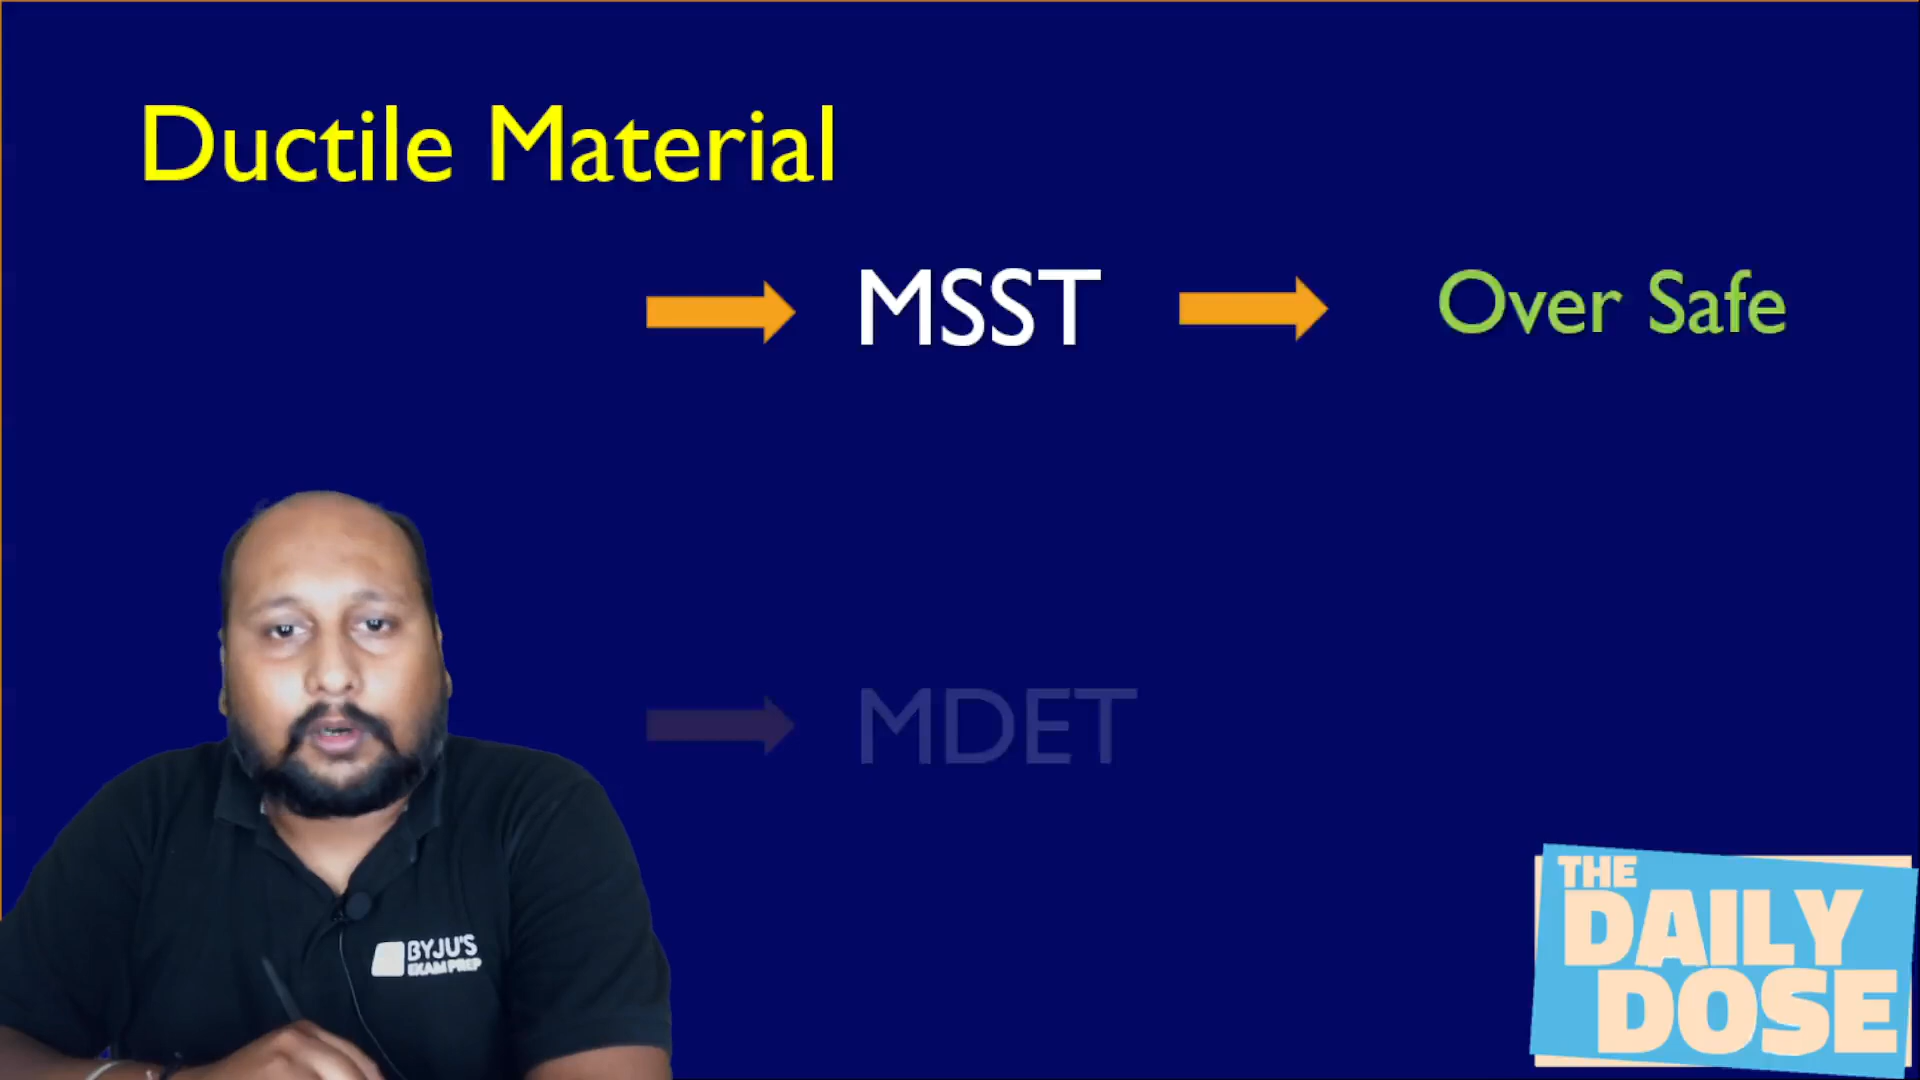 Ductile Material
MSST
Over Safe
MDET
BYJU'S
EXAM PREP
THE
DAILY
DOSE